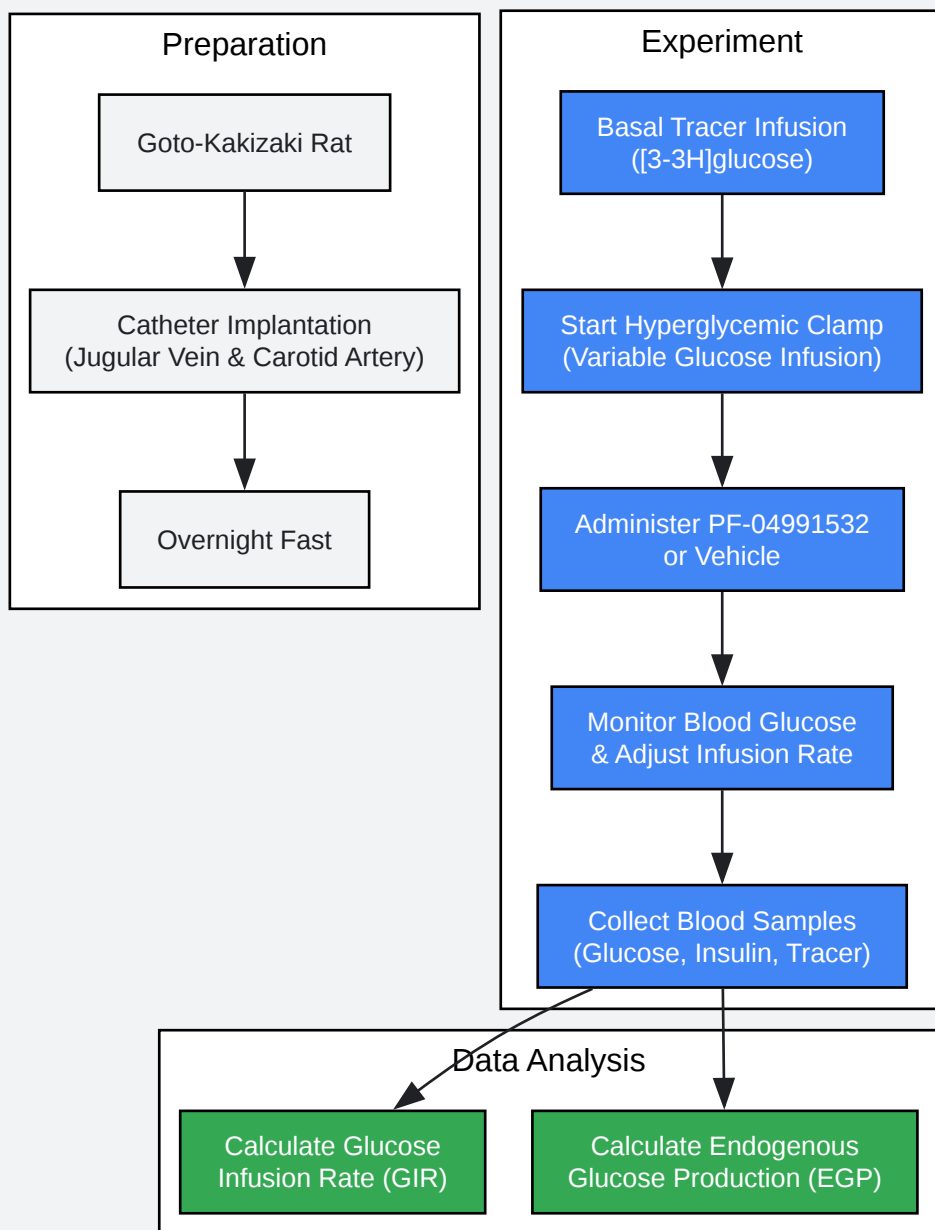 Preparation
Goto-Kakizaki Rat
Catheter Implantation
(Jugular Vein & Carotid Artery)
Overnight Fast
Experiment
Basal Tracer Infusion
([3-3H]glucose)
Start Hyperglycemic Clamp
(Variable Glucose Infusion)
Administer PF-04991532
or Vehicle
Monitor Blood Glucose
& Adjust Infusion Rate
Collect Blood Samples
(Glucose, Insulin, Tracer)
Data Analysis
Calculate Glucose
Infusion Rate (GIR)
Calculate Endogenous
Glucose Production (EGP)